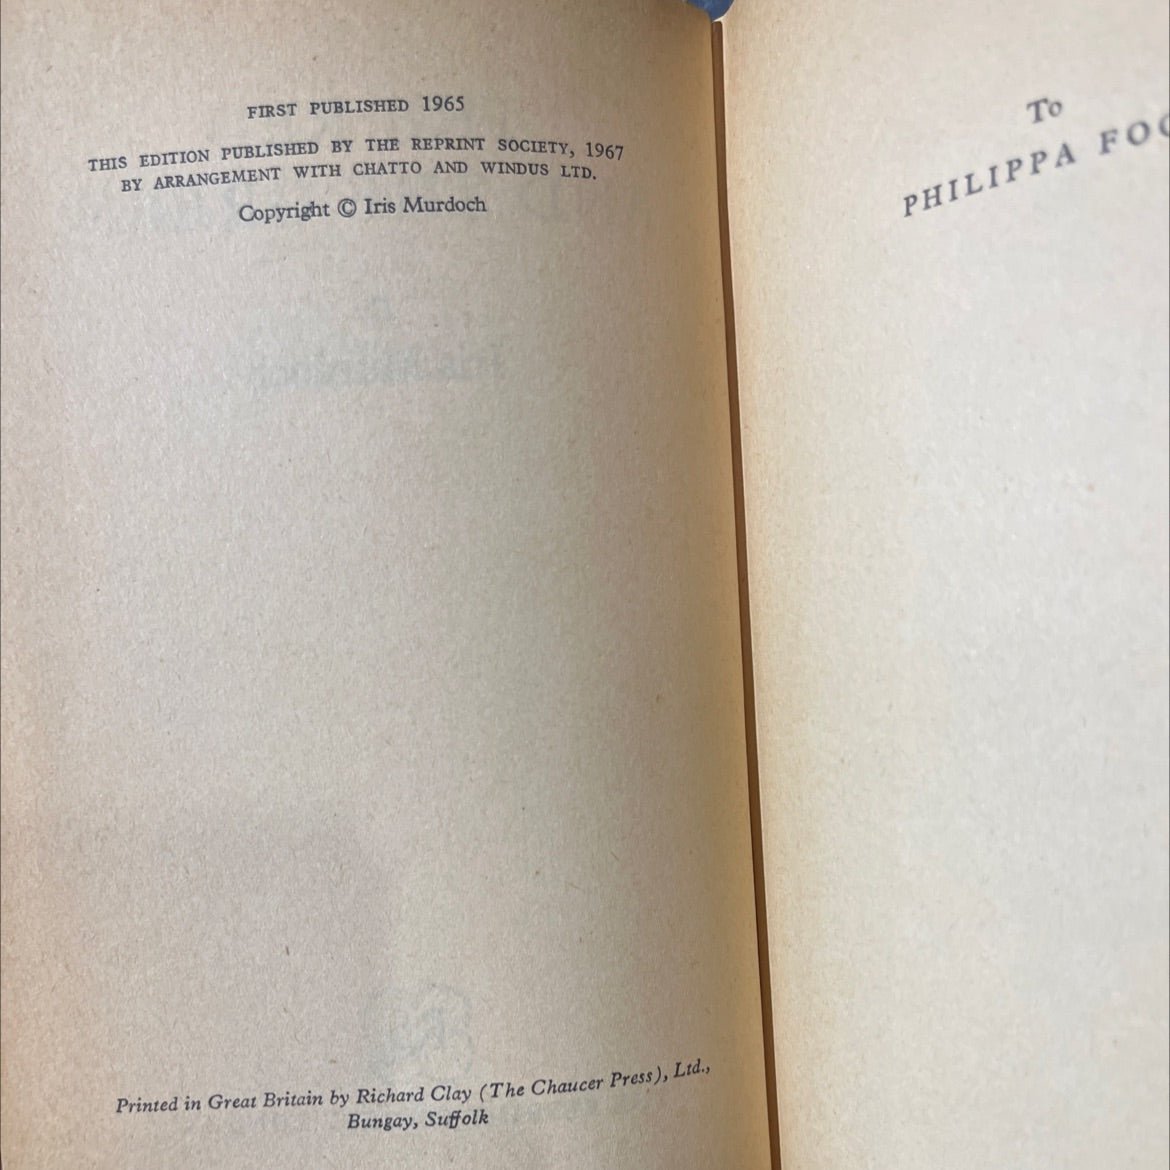 FIRST PUBLISHED 1965
THIS EDITION PUBLISHED BY THE REPRINT SOCIETY, 1967
BY ARRANGEMENT WITH CHATTO AND WINDUS LTD.
Copyright © Iris Murdoch
Printed in Great Britain by Richard Clay (The Chaucer Press), Ltd.,
Bungay, Suffolk
To
PHILIPPA